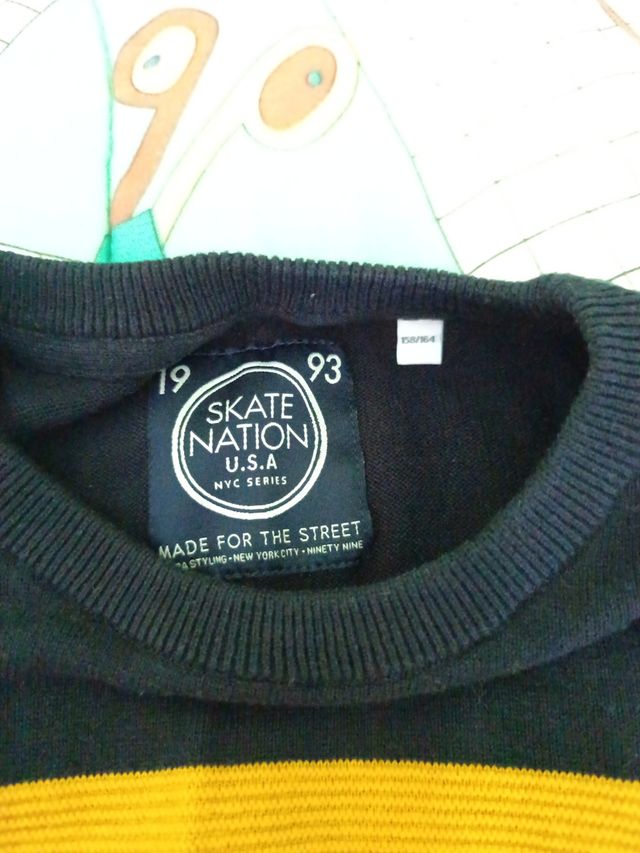 158/164
19 93
SKATE
NATION
U.S.A
NYC SERIES
MADE FOR THE STREET
STYLING • NEW YORK CITY • NINETY NINE